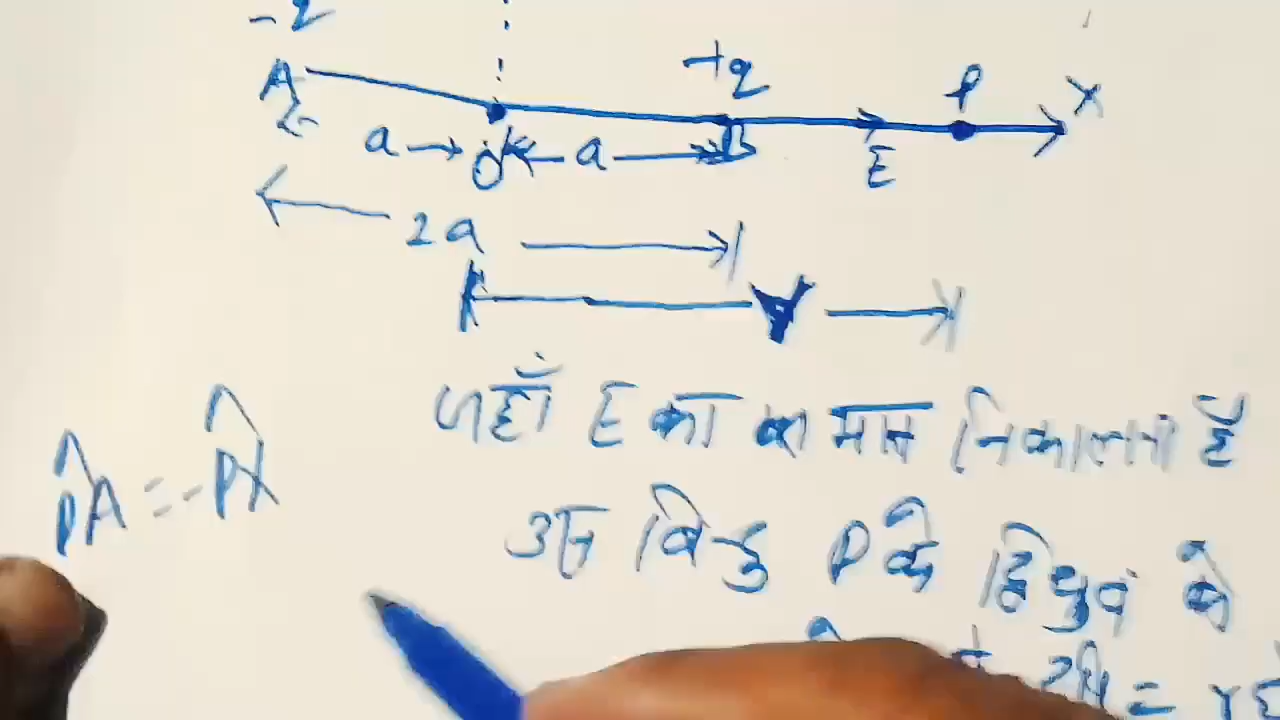 -q
+q
A
P
X
a
O
a
B
E
2a
r
जहाँ E का का मान निकालना है
P̂A = -P̂X
उस बिन्दु P के द्विध्रुव के